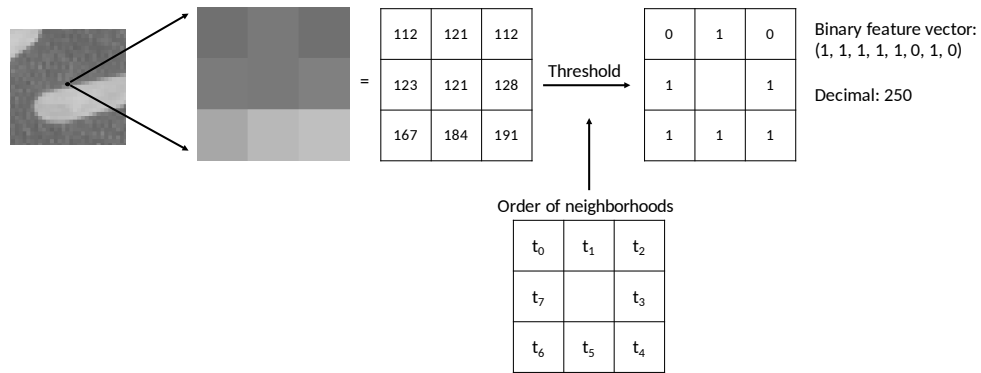 112 121 112
123 121 128
167 184 191
=
Threshold
0 1 0
1 1
1 1 1
Binary feature vector:
(1, 1, 1, 1, 1, 0, 1, 0)
Decimal: 250
Order of neighborhoods
t₀ t₁ t₂
t₇ t₃
t₆ t₅ t₄